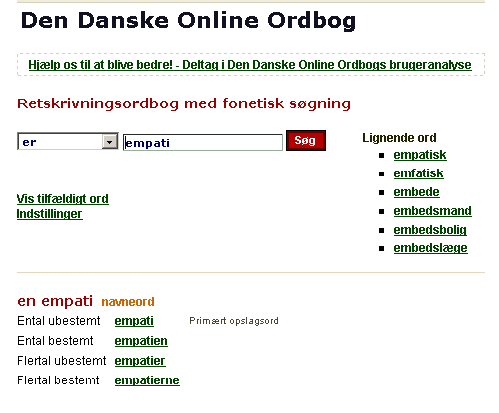 Den Danske Online Ordbog
Hjælp os til at blive bedre! - Deltag i Den Danske Online Ordbogs brugeranalyse
Retskrivningsordbog med fonetisk søgning
er empati Søg
Lignende ord
empatisk
emfatisk
embede
embedsmand
embedsbolig
embedslæge
Vis tilfældigt ord
Indstillinger
en empati navneord
Ental ubestemt empati Primært opslagsord
Ental bestemt empatien
Flertal ubestemt empatier
Flertal bestemt empatierne